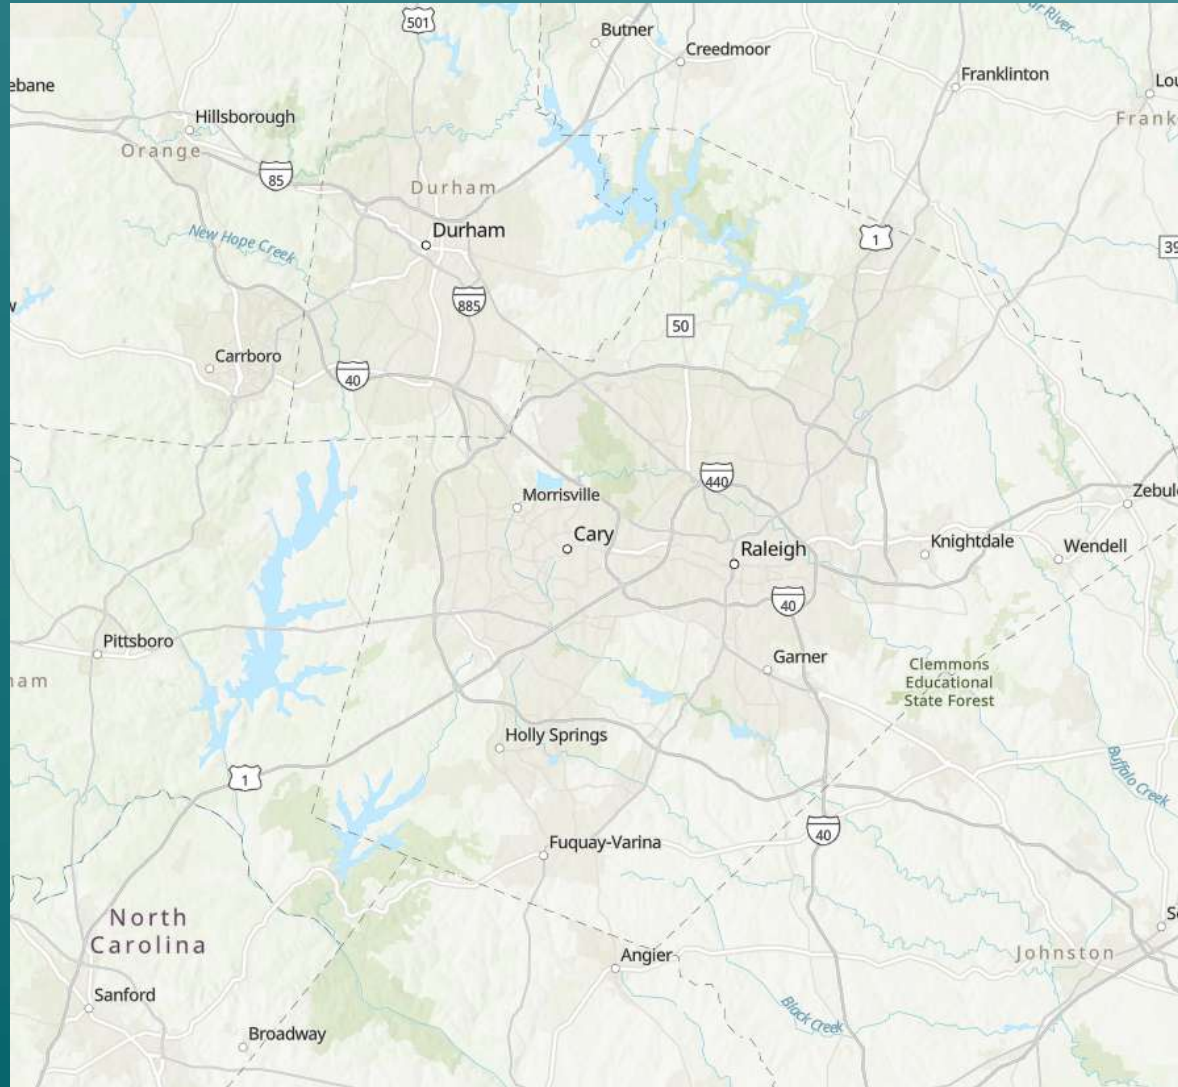 501
Butner
Creedmoor
Franklinton
Hillsborough
Orange
85
Durham
Durham
New Hope Creek
1
885
50
Carrboro
40
440
Morrisville
Cary
Raleigh
Knightdale
Wendell
40
Pittsboro
Garner
Clemmons
Educational
State Forest
Holly Springs
1
Buffalo Creek
40
Fuquay-Varina
North
Carolina
Angier
Johnston
Sanford
Black Creek
Broadway